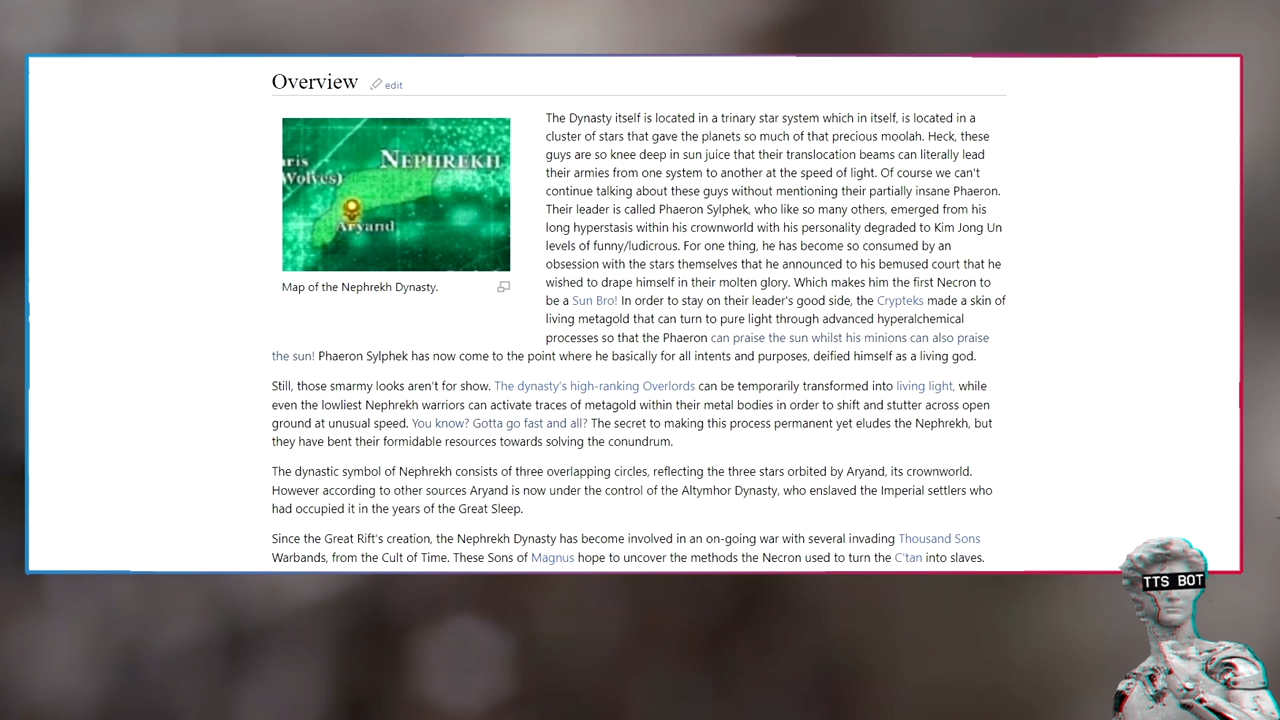 Overview
edit
aris
Wolves)
NEPHREKH
Aryand
Map of the Nephrekh Dynasty.
The Dynasty itself is located in a trinary star system which in itself, is located in a
cluster of stars that gave the planets so much of that precious moolah. Heck, these
guys are so knee deep in sun juice that their translocation beams can literally lead
their armies from one system to another at the speed of light. Of course we can't
continue talking about these guys without mentioning their partially insane Phaeron.
Their leader is called Phaeron Sylphek, who like so many others, emerged from his
long hyperstasis within his crownworld with his personality degraded to Kim Jong Un
levels of funny/ludicrous. For one thing, he has become so consumed by an
obsession with the stars themselves that he announced to his bemused court that he
wished to drape himself in their molten glory. Which makes him the first Necron to
be a Sun Bro! In order to stay on their leader's good side, the Crypteks made a skin of
living metagold that can turn to pure light through advanced hyperalchemical
processes so that the Phaeron can praise the sun whilst his minions can also praise
the sun! Phaeron Sylphek has now come to the point where he basically for all intents and purposes, deified himself as a living god.
Still, those smarmy looks aren't for show. The dynasty's high-ranking Overlords can be temporarily transformed into living light, while
even the lowliest Nephrekh warriors can activate traces of metagold within their metal bodies in order to shift and stutter across open
ground at unusual speed. You know? Gotta go fast and all? The secret to making this process permanent yet eludes the Nephrekh, but
they have bent their formidable resources towards solving the conundrum.
The dynastic symbol of Nephrekh consists of three overlapping circles, reflecting the three stars orbited by Aryand, its crownworld.
However according to other sources Aryand is now under the control of the Altymhor Dynasty, who enslaved the Imperial settlers who
had occupied it in the years of the Great Sleep.
Since the Great Rift's creation, the Nephrekh Dynasty has become involved in an on-going war with several invading Thousand Sons
Warbands, from the Cult of Time. These Sons of Magnus hope to uncover the methods the Necron used to turn the C'tan into slaves.
TTS BOT